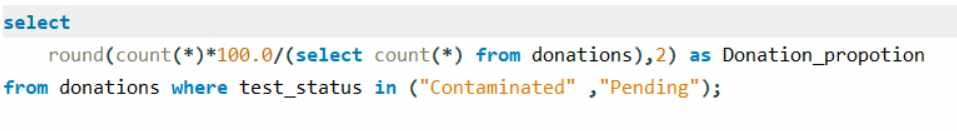 select
round(count(*)*100.0/(select count(*) from donations),2) as Donation_propotion
from donations where test_status in ("Contaminated" ,"Pending");